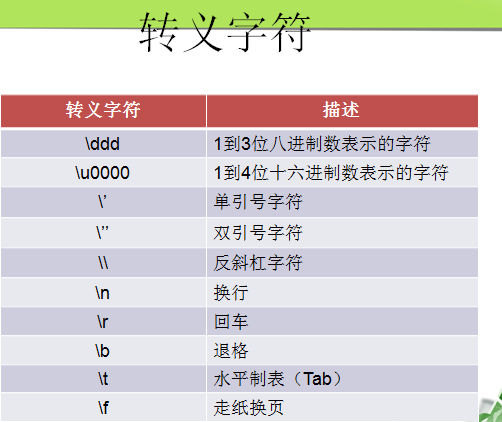 转义字符
转义字符 描述
\ddd 1到3位八进制数表示的字符
\u0000 1到4位十六进制数表示的字符
\’ 单引号字符
\’’ 双引号字符
\\ 反斜杠字符
\n 换行
\r 回车
\b 退格
\t 水平制表（Tab）
\f 走纸换页